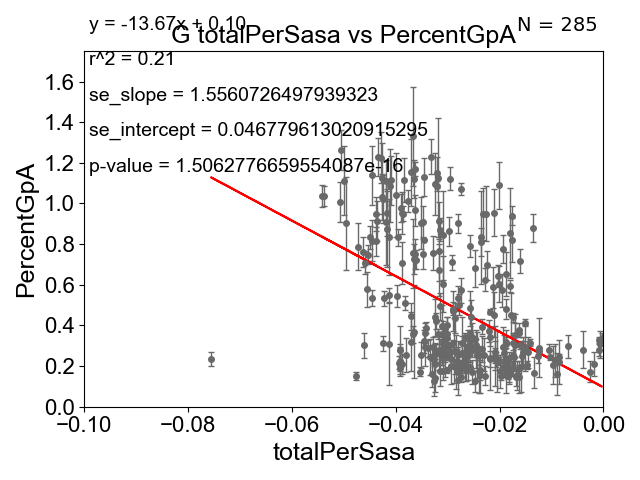 y = -13.67x + 0.10
N = 285
G totalPerSasa vs PercentGpA
r^2 = 0.21
se_slope = 1.5560726497939323
se_intercept = 0.046779613020915295
p-value = 1.5062776659554087e-16
PercentGpA
1.6
1.4
1.2
1.0
0.8
0.6
0.4
0.2
0.0
−0.10
−0.08
−0.06
−0.04
−0.02
0.00
totalPerSasa